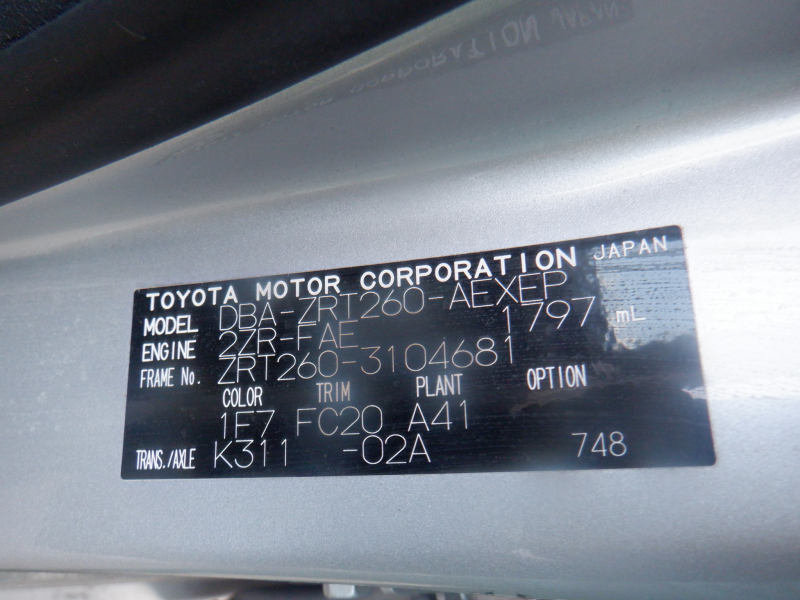 TOYOTA MOTOR CORPORATION JAPAN
MODEL DBA-ZRT260-AEXEP
ENGINE 2ZR-FAE 1797 mL
FRAME No. ZRT260-3104681
COLOR TRIM PLANT OPTION
1F7 FC20 A41
TRANS./AXLE K311 -02A 748